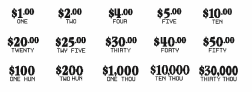 $1.00 $2.00 $4.00 $5.00 $10.00
ONE TWO FOUR FIVE TEN
$20.00 $25.00 $30.00 $40.00 $50.00
TWENTY TWY FIVE THIRTY FORTY FIFTY
$100 $200 $1,000 $10,000 $30,000
ONE HUN TWO HUN ONE THOU TEN THOU THIRTY THOU